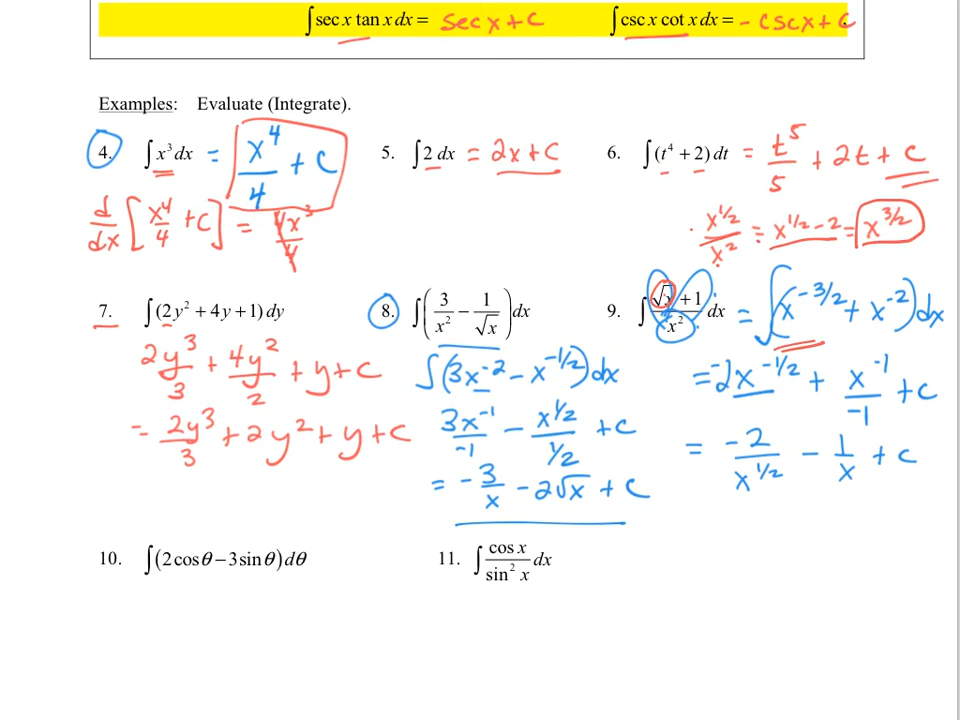 ∫sec x tan x dx = sec x + C ∫csc x cot x dx = - csc x + C.
Examples: Evaluate (Integrate).
4. ∫x³ dx = x⁴/4 + C
d/dx [x⁴/4 + C] = 4x³/4
5. ∫2 dx = 2x + C
6. ∫(t⁴ + 2) dt = t⁵/5 + 2t + C
x^(1/2)/x² = x^(1/2 - 2) = x^(3/2)
7. ∫(2y² + 4y + 1) dy
2y³/3 + 4y²/2 + y + C
= 2y³/3 + 2y² + y + C
8. ∫(3/x² − 1/√x) dx
∫(3x^(-2) - x^(-1/2)) dx
3x^(-1)/-1 - x^(1/2)/(1/2) + C
= -3/x - 2√x + C
9. ∫(√x + 1)/x² dx = ∫(x^(-3/2) + x^(-2)) dx
= -2x^(-1/2) + x^(-1)/-1 + C
= -2/x^(1/2) - 1/x + C
10. ∫(2cos θ − 3sin θ) dθ
11. ∫cos x/sin² x dx